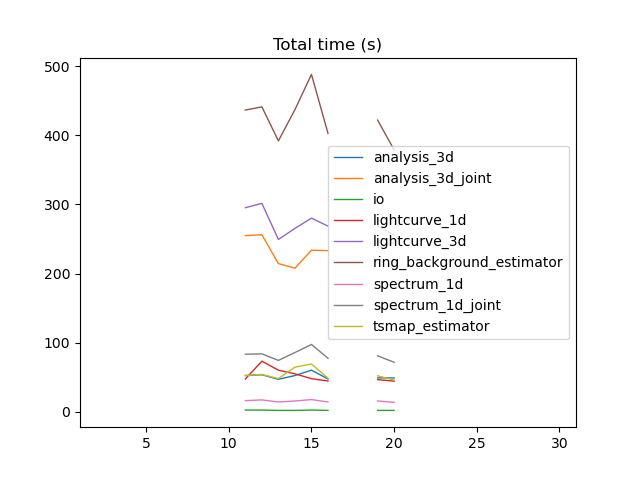 Total time (s)
500
400
300
200
100
0
analysis_3d
analysis_3d_joint
io
lightcurve_1d
lightcurve_3d
ring_background_estimator
spectrum_1d
spectrum_1d_joint
tsmap_estimator
5 10 15 20 25 30